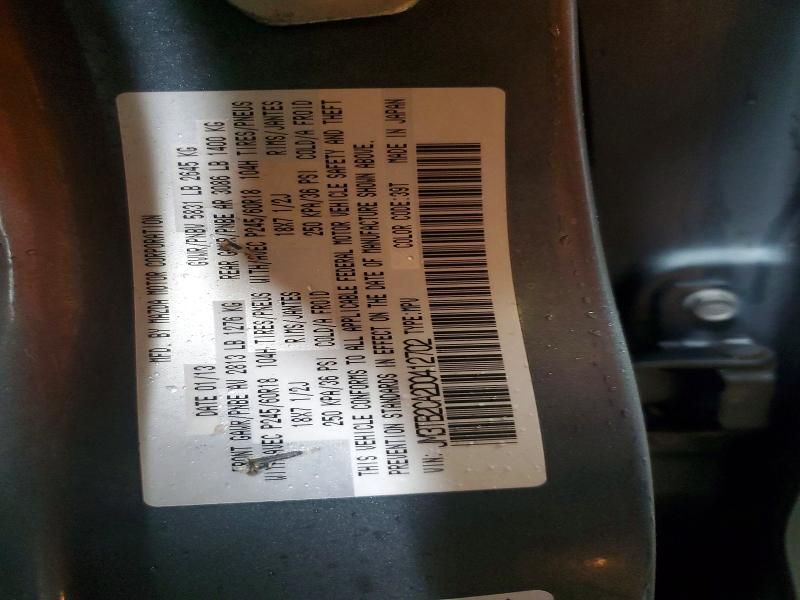 MFD. BY MAZDA MOTOR CORPORATION
DATE 01/13 GVWR/PNBV 5831 LB 2645 KG
FRONT GAWR/PNBE AV 2813 LB 1276 KG REAR GAWR/PNBE AR 3086 LB 1400 KG
WITH/AVEC P245/60R18 104H TIRES/PNEUS WITH/AVEC P245/60R18 104H TIRES/PNEUS
18X7 1/2J RIMS/JANTES 18X7 1/2J RIMS/JANTES
250 KPA/36 PSI COLD/A FROID 250 KPA/36 PSI COLD/A FROID
THIS VEHICLE CONFORMS TO ALL APPLICABLE FEDERAL MOTOR VEHICLE SAFETY AND THEFT
PREVENTION STANDARDS IN EFFECT ON THE DATE OF MANUFACTURE SHOWN ABOVE.
VIN: JM3TB2CA2D0412702 TYPE:MPV COLOR CODE:39T MADE IN JAPAN